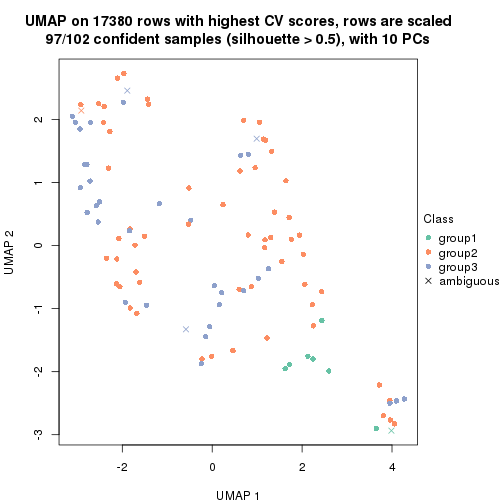 UMAP on 17380 rows with highest CV scores, rows are scaled
97/102 confident samples (silhouette > 0.5), with 10 PCs
2
1
0
-1
-2
-3
UMAP 2
-2
0
2
4
UMAP 1
Class
group1
group2
group3
ambiguous